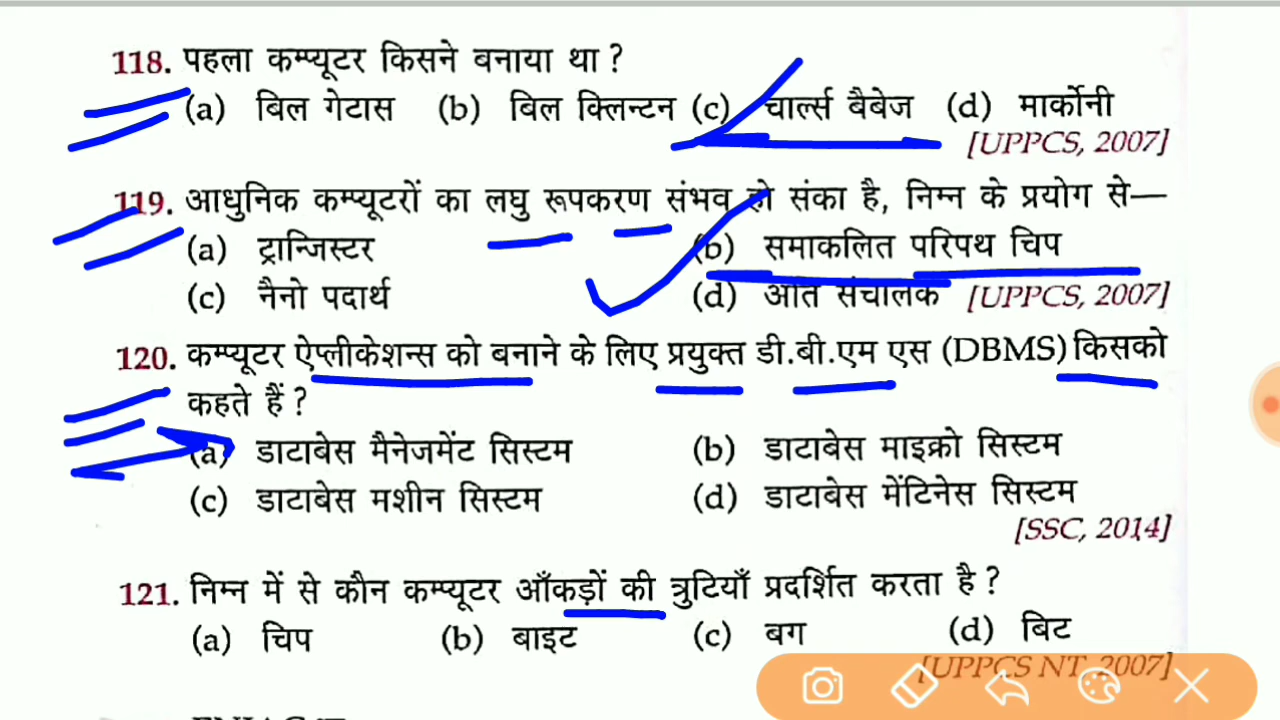 118. पहला कम्प्यूटर किसने बनाया था ?
(a) बिल गेटास (b) बिल क्लिन्टन (c) चार्ल्स बैबेज (d) मार्कोनी
[UPPCS, 2007]
119. आधुनिक कम्प्यूटरों का लघु रूपकरण संभव हो संका है, निम्न के प्रयोग से—
(a) ट्रान्जिस्टर (b) समाकलित परिपथ चिप
(c) नैनो पदार्थ (d) अति संचालक [UPPCS, 2007]
120. कम्प्यूटर ऐप्लीकेशन्स को बनाने के लिए प्रयुक्त डी.बी.एम एस (DBMS) किसको
कहते हैं ?
(a) डाटाबेस मैनेजमेंट सिस्टम (b) डाटाबेस माइक्रो सिस्टम
(c) डाटाबेस मशीन सिस्टम (d) डाटाबेस मेंटिनेस सिस्टम
[SSC, 2014]
121. निम्न में से कौन कम्प्यूटर आँकड़ों की त्रुटियाँ प्रदर्शित करता है ?
(a) चिप (b) बाइट (c) बग (d) बिट
[UPPCS NT, 2007]